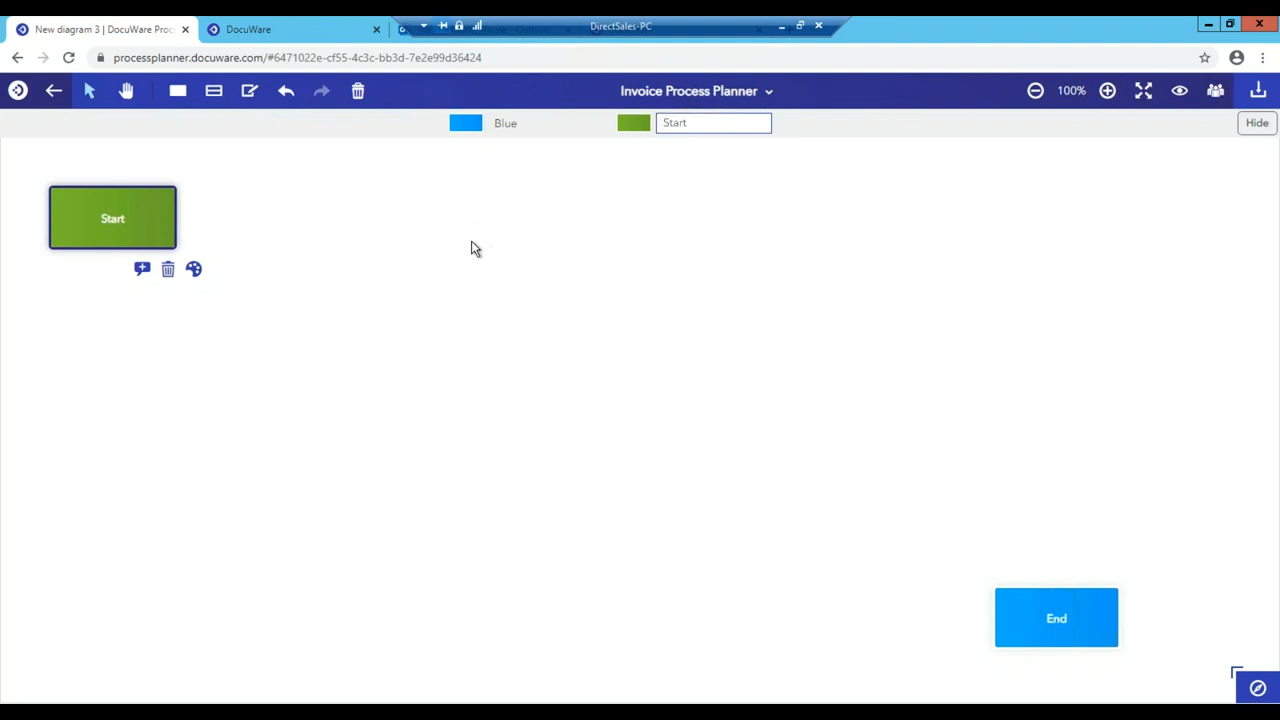 New diagram 3 | DocuWare Proc
DocuWare
DirectSales-PC
processplanner.docuware.com/#6471022e-cf55-4c3c-bb3d-7e2e99d36424
Invoice Process Planner
100%
Blue
Start
Hide
Start
End